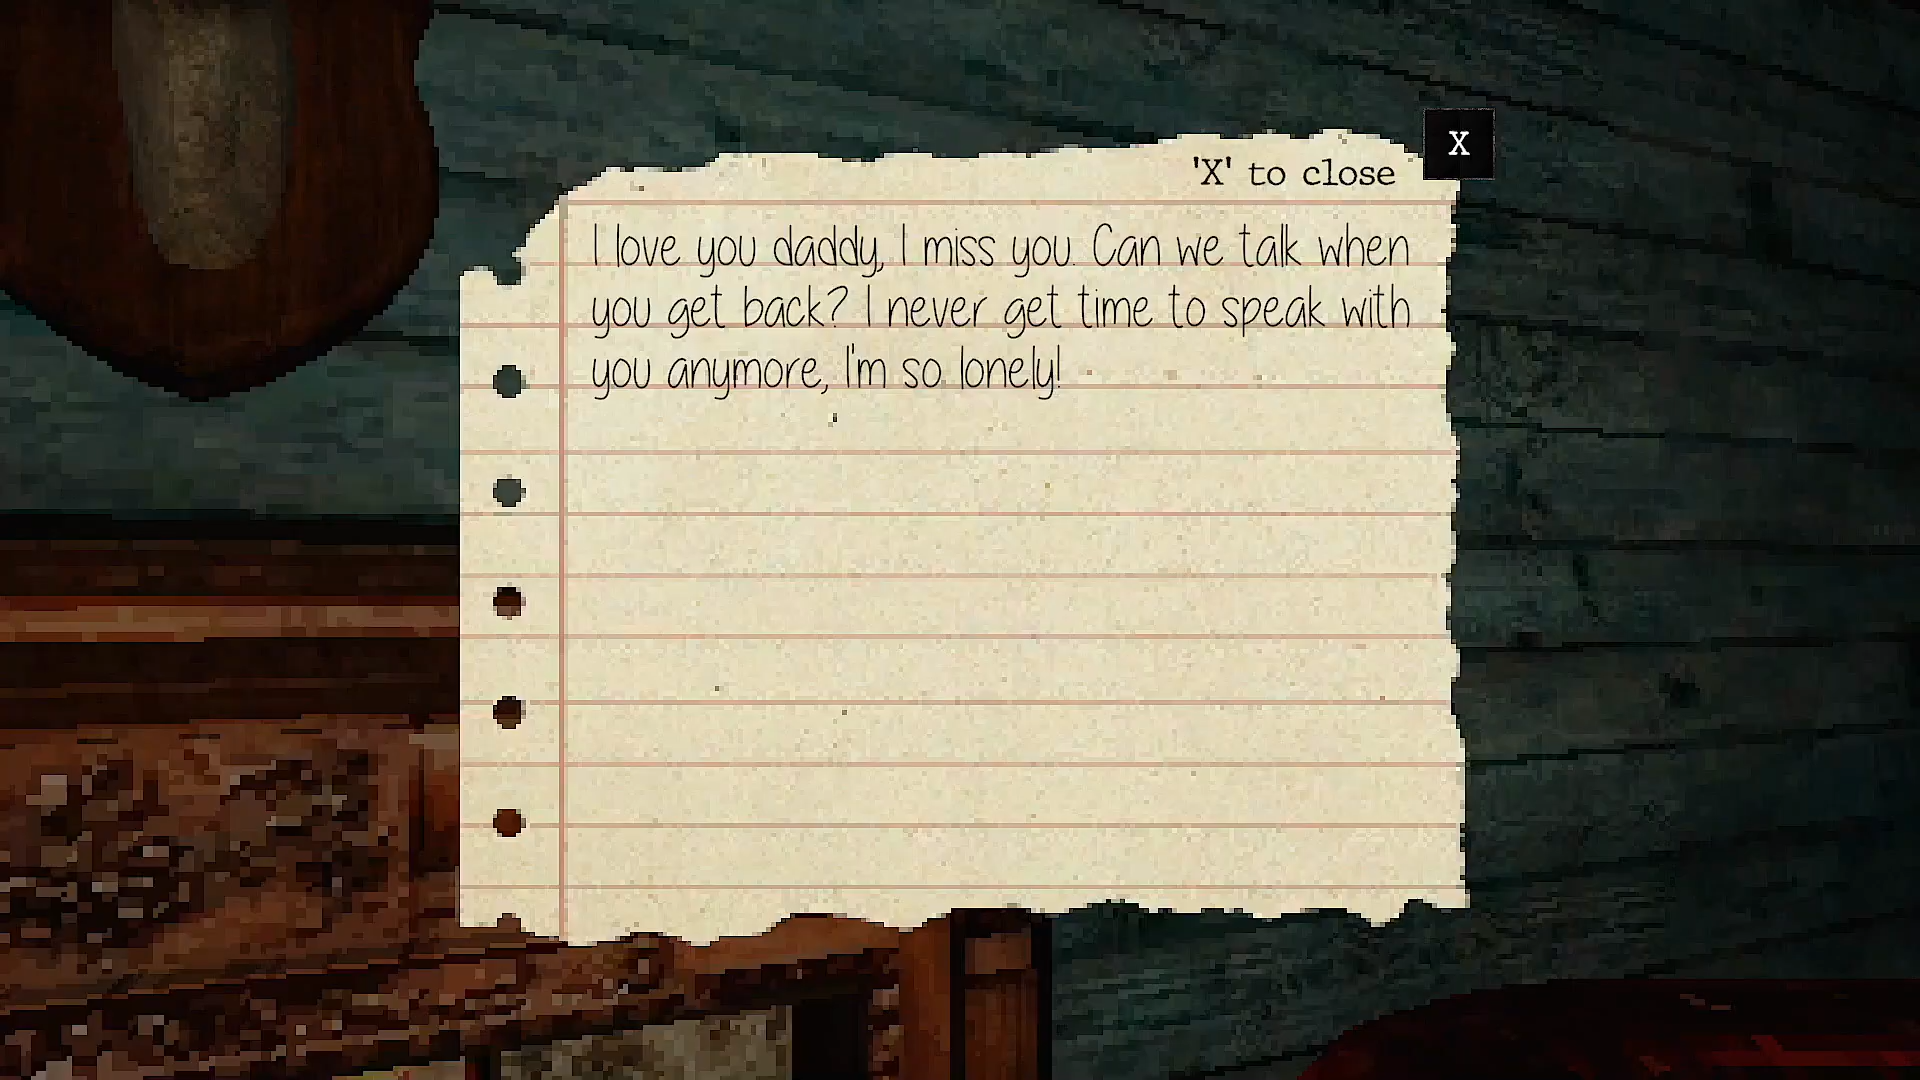 X
'X' to close
I love you daddy, I miss you. Can we talk when
you get back? I never get time to speak with
you anymore, I'm so lonely!